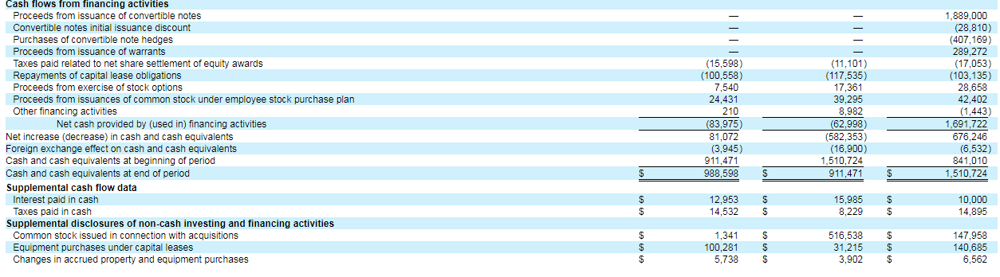 Cash flows from financing activities
Proceeds from issuance of convertible notes — — 1,889,000
Convertible notes initial issuance discount — — (28,810)
Purchases of convertible note hedges — — (407,169)
Proceeds from issuance of warrants — — 289,272
Taxes paid related to net share settlement of equity awards (15,598) (11,101) (17,053)
Repayments of capital lease obligations (100,558) (117,535) (103,135)
Proceeds from exercise of stock options 7,540 17,361 28,658
Proceeds from issuances of common stock under employee stock purchase plan 24,431 39,295 42,402
Other financing activities 210 8,982 (1,443)
Net cash provided by (used in) financing activities (83,975) (62,998) 1,691,722
Net increase (decrease) in cash and cash equivalents 81,072 (582,353) 676,246
Foreign exchange effect on cash and cash equivalents (3,945) (16,900) (6,532)
Cash and cash equivalents at beginning of period 911,471 1,510,724 841,010
Cash and cash equivalents at end of period $ 988,598 $ 911,471 $ 1,510,724
Supplemental cash flow data
Interest paid in cash $ 12,953 $ 15,985 $ 10,000
Taxes paid in cash $ 14,532 $ 8,229 $ 14,895
Supplemental disclosures of non-cash investing and financing activities
Common stock issued in connection with acquisitions $ 1,341 $ 516,538 $ 147,958
Equipment purchases under capital leases $ 100,281 $ 31,215 $ 140,685
Changes in accrued property and equipment purchases $ 5,738 $ 3,902 $ 6,562